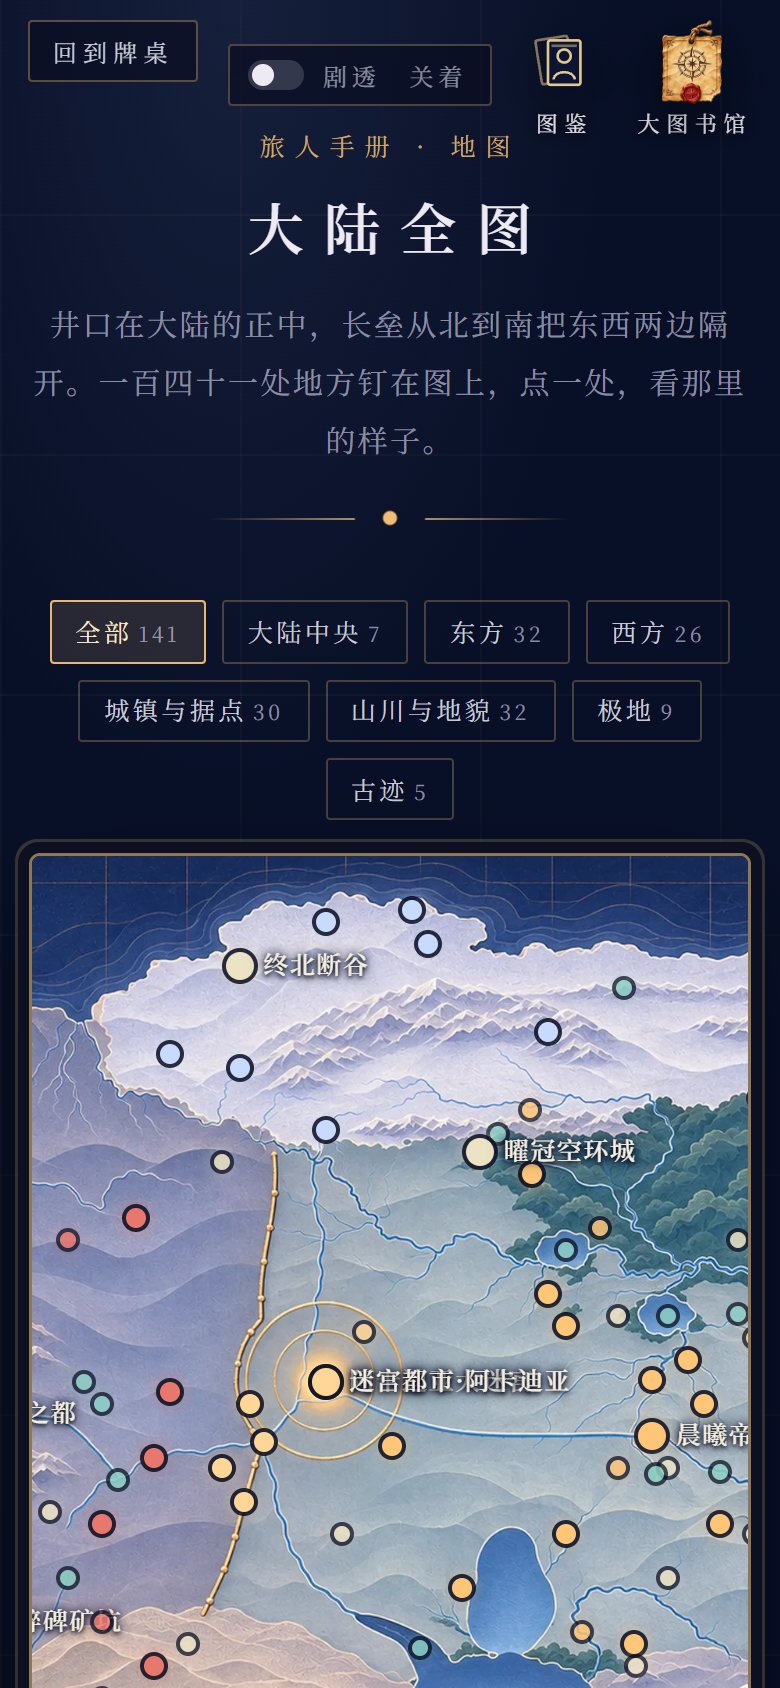 回到牌桌
剧透 关着
图鉴
大图书馆
旅人手册 · 地图
大陆全图
井口在大陆的正中，长垒从北到南把东西两边隔
开。一百四十一处地方钉在图上，点一处，看那里
的样子。
全部 141
大陆中央 7
东方 32
西方 26
城镇与据点 30
山川与地貌 32
极地 9
古迹 5
终北断谷
曜冠空环城
迷宫都市·阿卡迪亚
之都
晨曦帝
碑矿坑